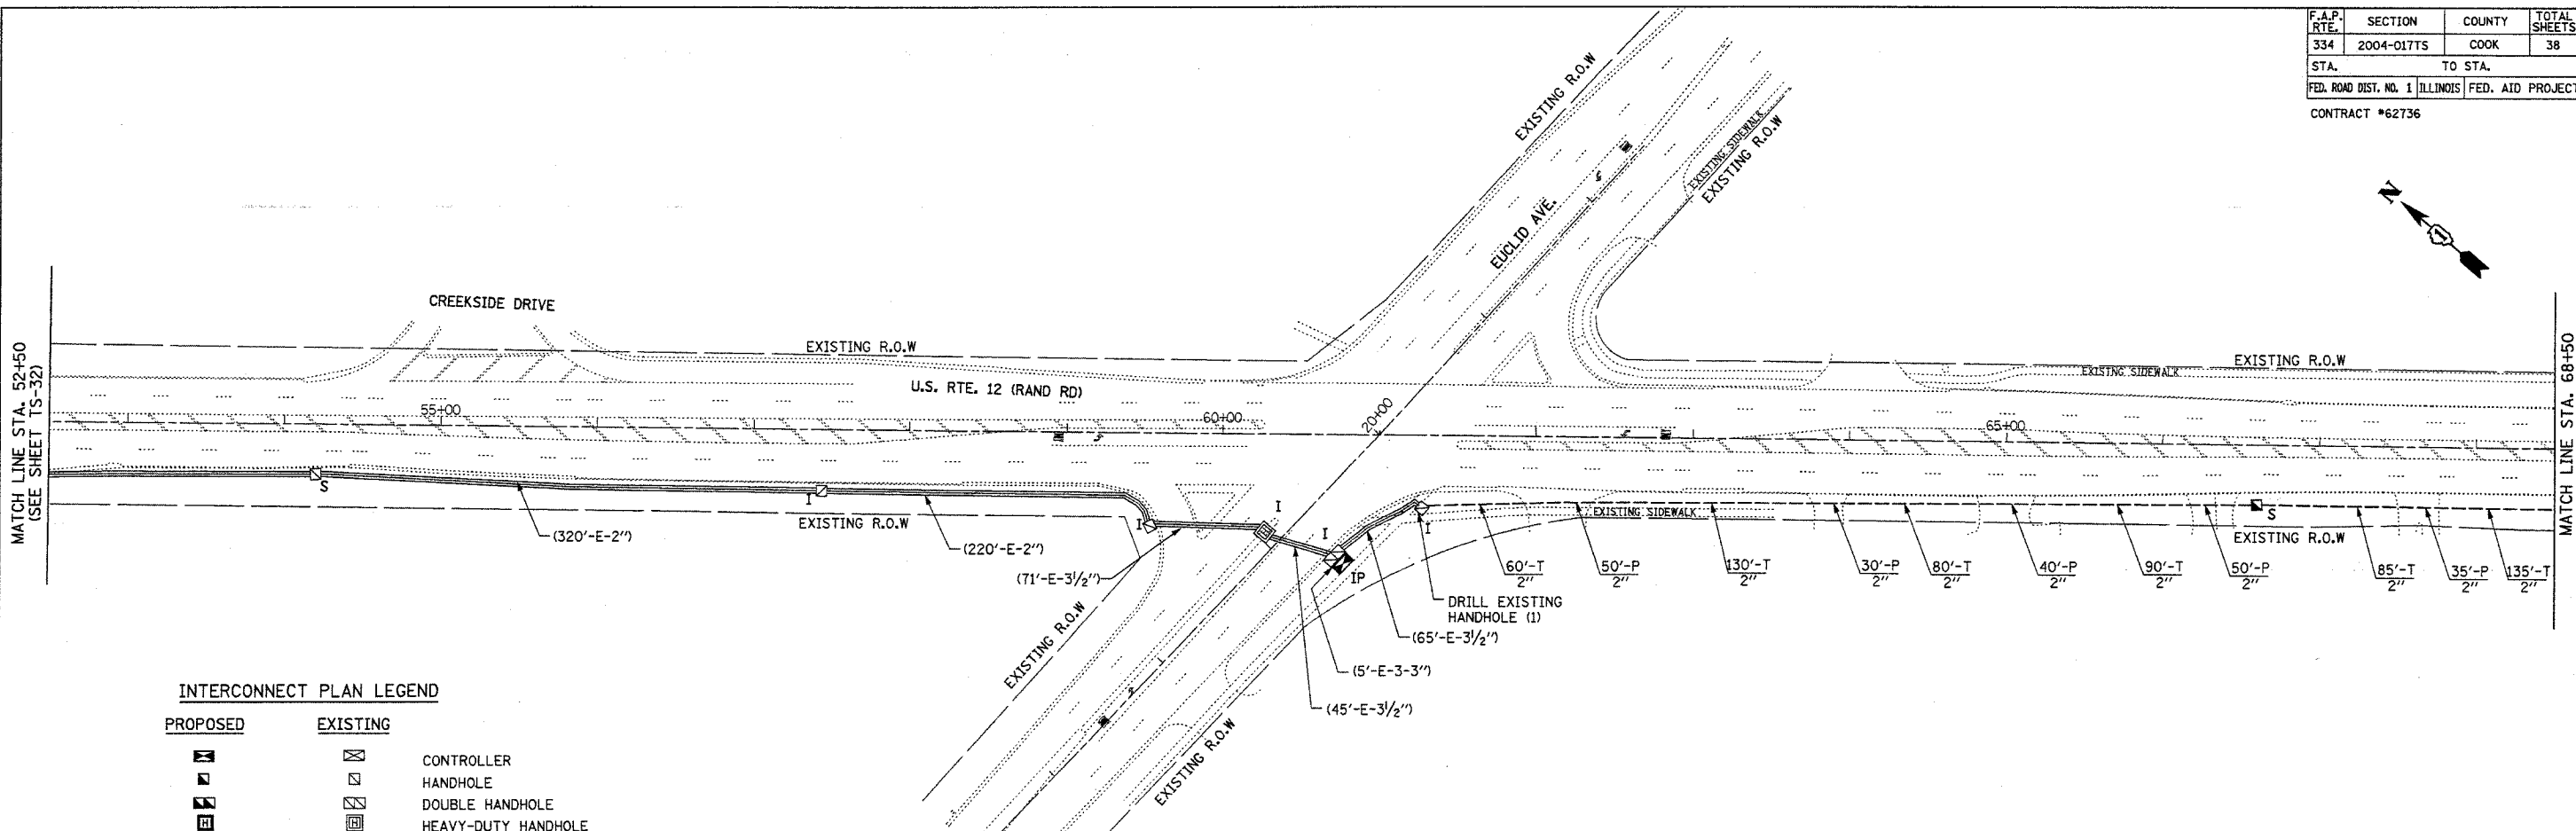 F.A.P. RTE. SECTION COUNTY TOTAL SHEETS
334 2004-017TS COOK 38
STA. TO STA.
FED. ROAD DIST. NO. 1 ILLINOIS FED. AID PROJECT
CONTRACT #62736
N
1
EXISTING R.O.W
EXISTING SIDEWALK
EXISTING R.O.W
EUCLID AVE.
CREEKSIDE DRIVE
EXISTING R.O.W
EXISTING R.O.W
EXISTING SIDEWALK
U.S. RTE. 12 (RAND RD)
MATCH LINE STA. 52+50
(SEE SHEET TS-32)
MATCH LINE STA. 68+50
55+00
60+00
20+00
65+00
S
I
I
I
I
I
IP
S
EXISTING R.O.W
EXISTING SIDEWALK
EXISTING R.O.W
(320'-E-2")
(220'-E-2")
(71'-E-3½")
60'-T
2"
50'-P
2"
130'-T
2"
30'-P
2"
80'-T
2"
40'-P
2"
90'-T
2"
50'-P
2"
85'-T
2"
35'-P
2"
135'-T
2"
DRILL EXISTING
HANDHOLE (1)
(65'-E-3½")
(5'-E-3-3")
(45'-E-3½")
EXISTING R.O.W
EXISTING R.O.W
INTERCONNECT PLAN LEGEND
PROPOSED EXISTING
CONTROLLER
HANDHOLE
DOUBLE HANDHOLE
H H HEAVY-DUTY HANDHOLE